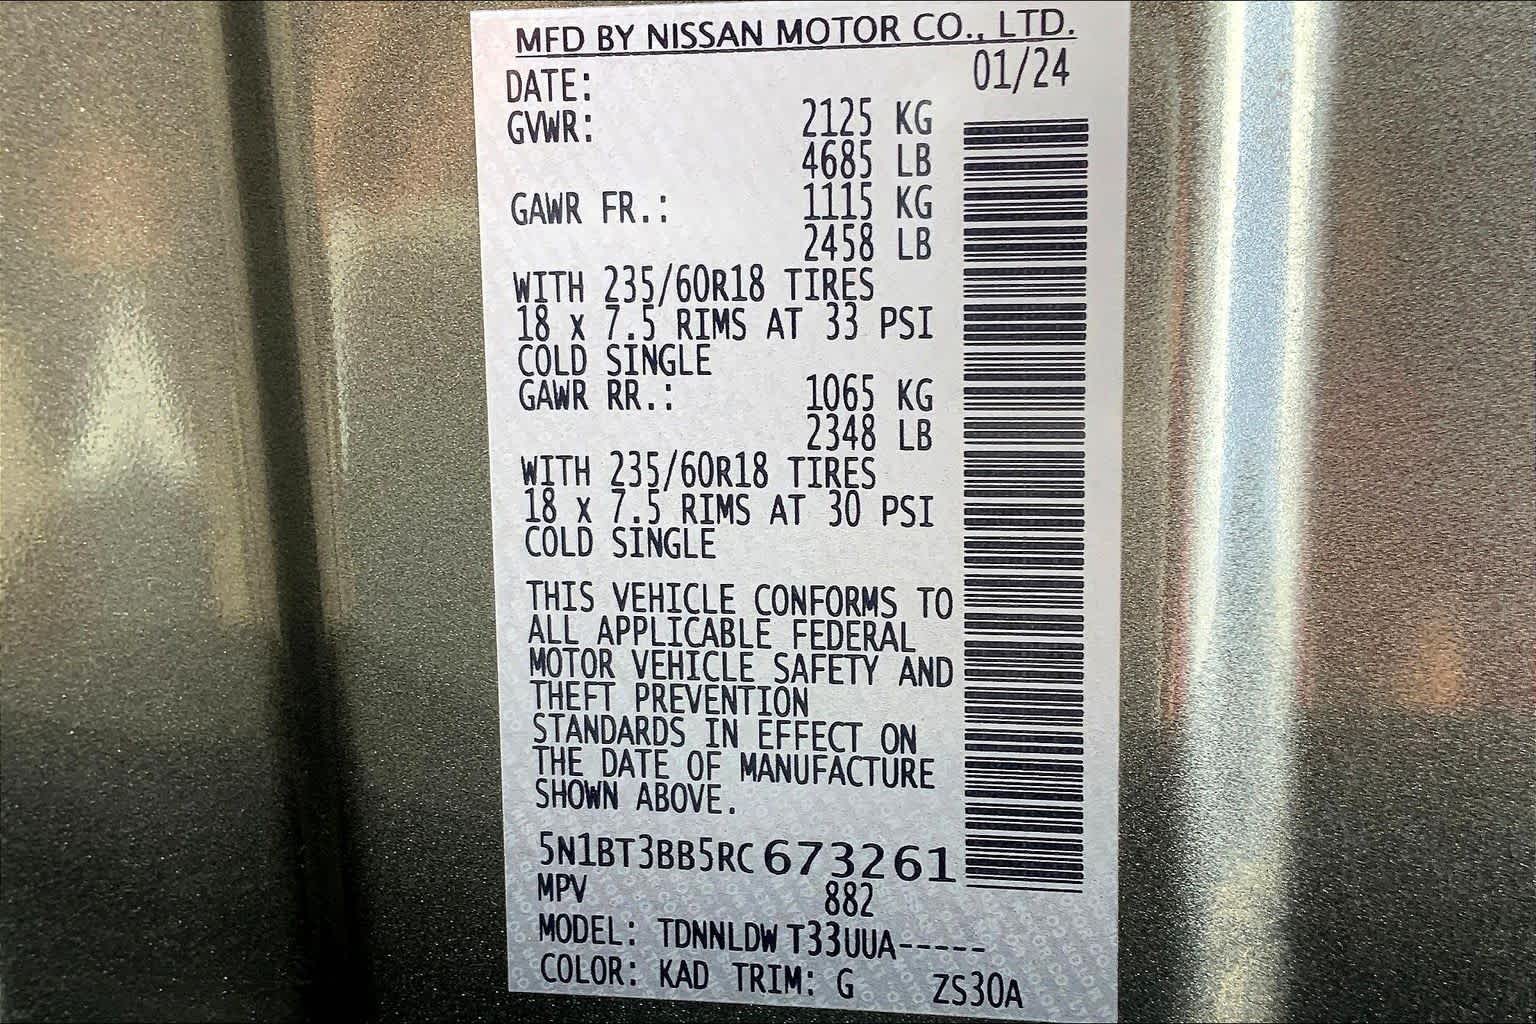 MFD BY NISSAN MOTOR CO., LTD.
DATE: 01/24
GVWR: 2125 KG
4685 LB
GAWR FR.: 1115 KG
2458 LB
WITH 235/60R18 TIRES
18 x 7.5 RIMS AT 33 PSI
COLD SINGLE
GAWR RR.: 1065 KG
2348 LB
WITH 235/60R18 TIRES
18 x 7.5 RIMS AT 30 PSI
COLD SINGLE
THIS VEHICLE CONFORMS TO
ALL APPLICABLE FEDERAL
MOTOR VEHICLE SAFETY AND
THEFT PREVENTION
STANDARDS IN EFFECT ON
THE DATE OF MANUFACTURE
SHOWN ABOVE.
5N1BT3BB5RC673261
MPV 882
MODEL: TDNNLDW T33UUA-----
COLOR: KAD TRIM: G ZS30A